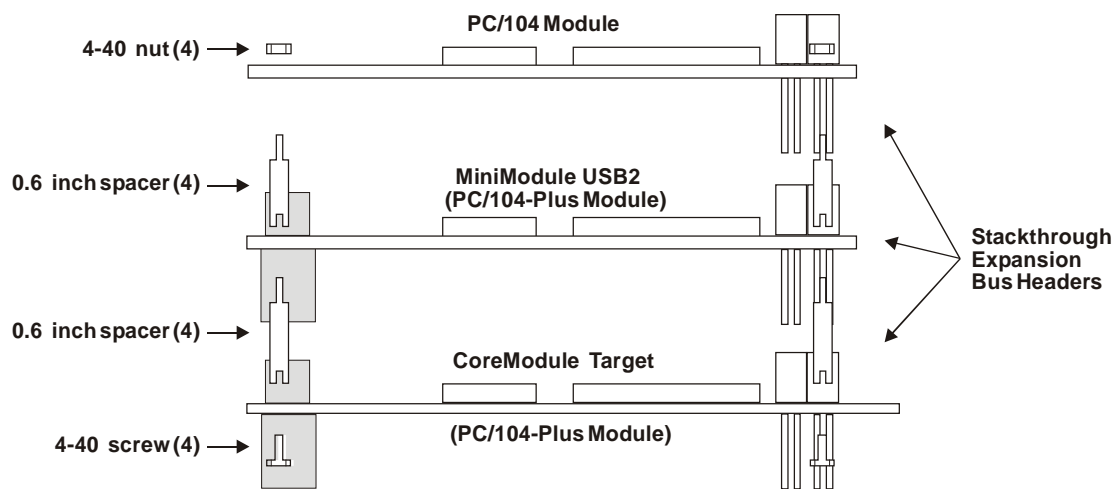 PC/104 Module
4-40 nut (4)
0.6 inch spacer (4)
MiniModule USB2
(PC/104-Plus Module)
Stackthrough
Expansion
Bus Headers
0.6 inch spacer (4)
CoreModule Target
(PC/104-Plus Module)
4-40 screw (4)